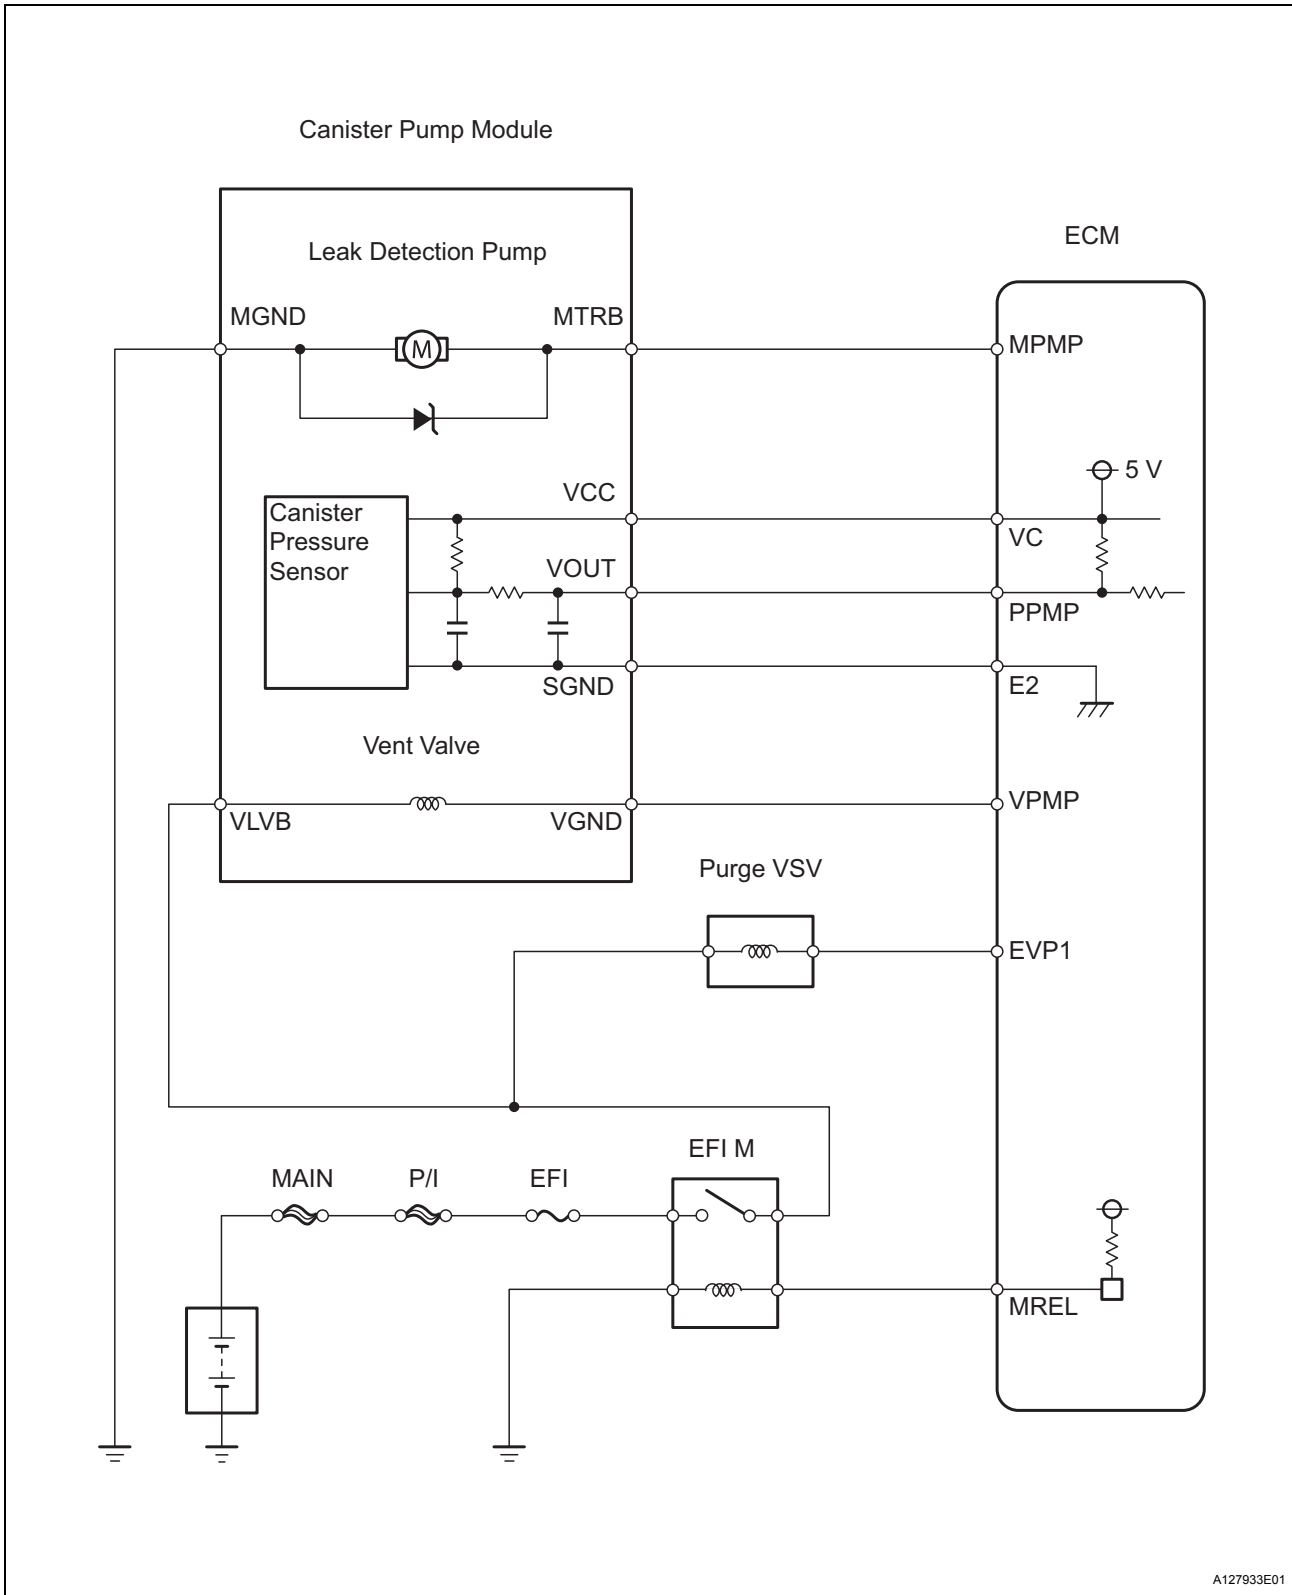 Canister Pump Module
Leak Detection Pump
ECM
MGND
MTRB
M
MPMP
5 V
Canister
Pressure
Sensor
VCC
VC
VOUT
PPMP
SGND
E2
Vent Valve
VLVB
VGND
VPMP
Purge VSV
EVP1
EFI M
MAIN
P/I
EFI
MREL
A127933E01